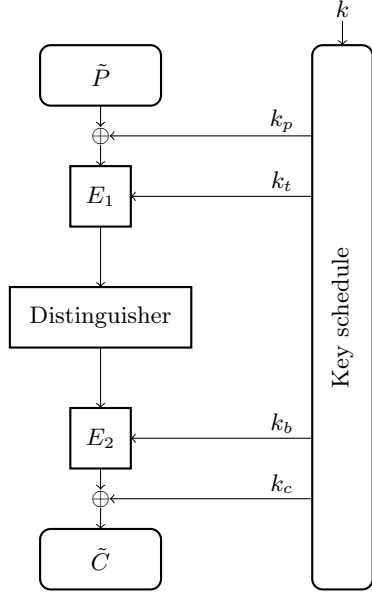 k
P̃
k_p
⊕
E_1
k_t
Distinguisher
Key schedule
E_2
k_b
⊕
k_c
C̃